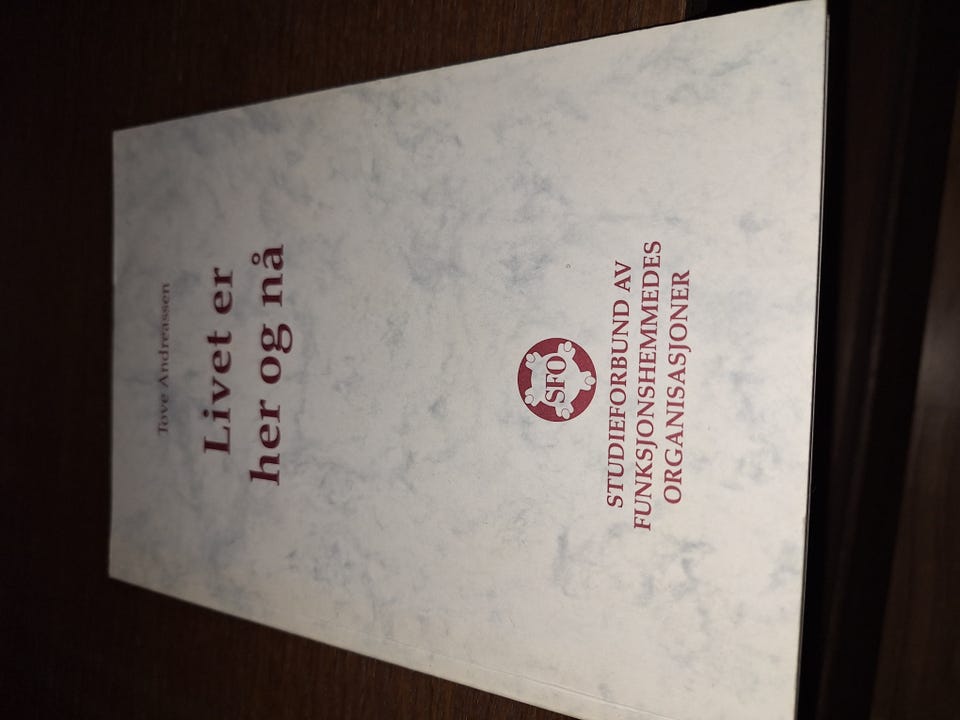 Tove Andreassen
Livet er
her og nå
SFO
STUDIEFORBUND AV
FUNKSJONSHEMMEDES
ORGANISASJONER